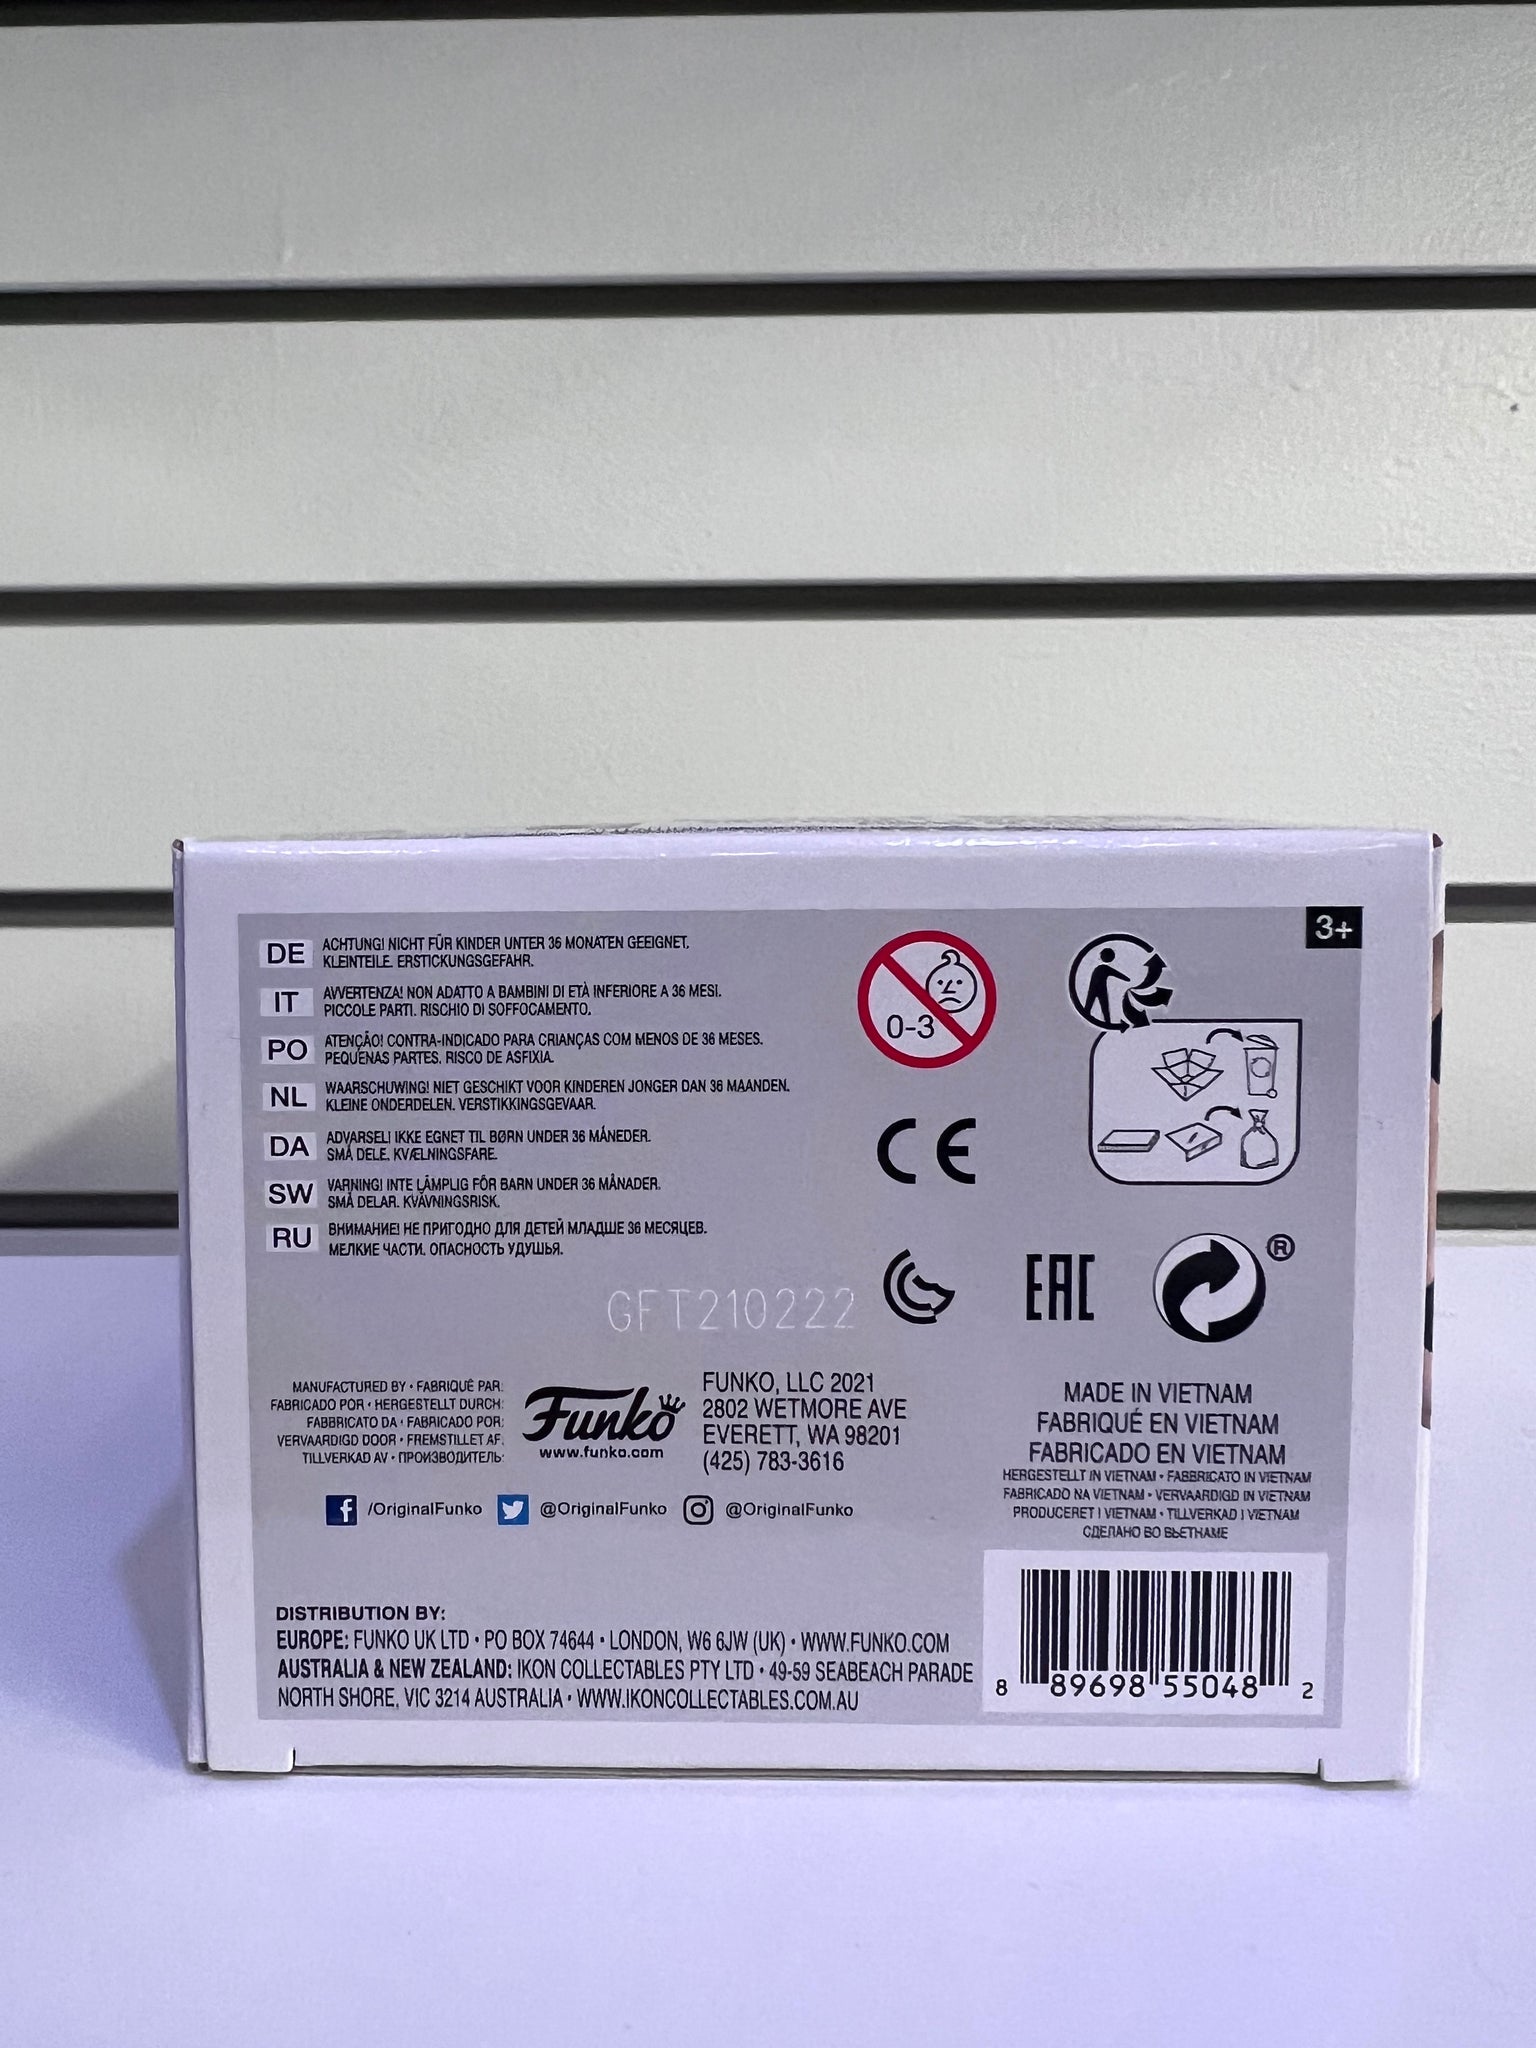 3+
DE ACHTUNG! NICHT FÜR KINDER UNTER 36 MONATEN GEEIGNET.
KLEINTEILE. ERSTICKUNGSGEFAHR.
IT AVVERTENZA! NON ADATTO A BAMBINI DI ETÀ INFERIORE A 36 MESI.
PICCOLE PARTI. RISCHIO DI SOFFOCAMENTO.
PO ATENÇÃO! CONTRA-INDICADO PARA CRIANÇAS COM MENOS DE 36 MESES.
PEQUENAS PARTES. RISCO DE ASFIXIA.
NL WAARSCHUWING! NIET GESCHIKT VOOR KINDEREN JONGER DAN 36 MAANDEN.
KLEINE ONDERDELEN. VERSTIKKINGSGEVAAR.
DA ADVARSEL! IKKE EGNET TIL BØRN UNDER 36 MÅNEDER.
SMÅ DELE. KVÆLNINGSFARE.
SW VARNING! INTE LÄMPLIG FÖR BARN UNDER 36 MÅNADER.
SMÅ DELAR. KVÄVNINGSRISK.
RU ВНИМАНИЕ! НЕ ПРИГОДНО ДЛЯ ДЕТЕЙ МЛАДШЕ 36 МЕСЯЦЕВ.
МЕЛКИЕ ЧАСТИ. ОПАСНОСТЬ УДУШЬЯ.
0-3
CE
EAC
®
GFT210222
MANUFACTURED BY • FABRIQUÉ PAR:
FABRICADO POR • HERGESTELLT DURCH:
FABBRICATO DA • FABRICADO POR:
VERVAARDIGD DOOR • FREMSTILLET AF:
TILLVERKAD AV • ПРОИЗВОДИТЕЛЬ:
Funko
www.funko.com
FUNKO, LLC 2021
2802 WETMORE AVE
EVERETT, WA 98201
(425) 783-3616
/OriginalFunko @OriginalFunko @OriginalFunko
MADE IN VIETNAM
FABRIQUÉ EN VIETNAM
FABRICADO EN VIETNAM
HERGESTELLT IN VIETNAM • FABBRICATO IN VIETNAM
FABRICADO NA VIETNAM • VERVAARDIGD IN VIETNAM
PRODUCERET I VIETNAM • TILLVERKAD I VIETNAM
СДЕЛАНО ВО ВЬЕТНАМЕ
DISTRIBUTION BY:
EUROPE: FUNKO UK LTD • PO BOX 74644 • LONDON, W6 6JW (UK) • WWW.FUNKO.COM
AUSTRALIA & NEW ZEALAND: IKON COLLECTABLES PTY LTD • 49-59 SEABEACH PARADE
NORTH SHORE, VIC 3214 AUSTRALIA • WWW.IKONCOLLECTABLES.COM.AU
8 89698 55048 2